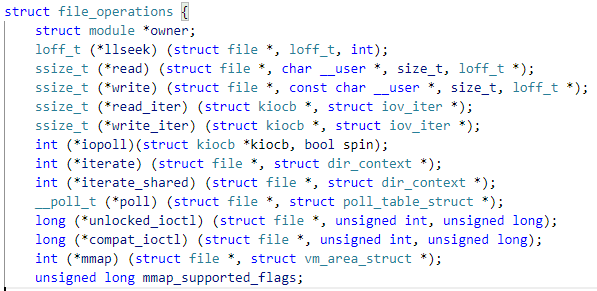 struct file_operations {
struct module *owner;
loff_t (*llseek) (struct file *, loff_t, int);
ssize_t (*read) (struct file *, char __user *, size_t, loff_t *);
ssize_t (*write) (struct file *, const char __user *, size_t, loff_t *);
ssize_t (*read_iter) (struct kiocb *, struct iov_iter *);
ssize_t (*write_iter) (struct kiocb *, struct iov_iter *);
int (*iopoll)(struct kiocb *kiocb, bool spin);
int (*iterate) (struct file *, struct dir_context *);
int (*iterate_shared) (struct file *, struct dir_context *);
__poll_t (*poll) (struct file *, struct poll_table_struct *);
long (*unlocked_ioctl) (struct file *, unsigned int, unsigned long);
long (*compat_ioctl) (struct file *, unsigned int, unsigned long);
int (*mmap) (struct file *, struct vm_area_struct *);
unsigned long mmap_supported_flags;